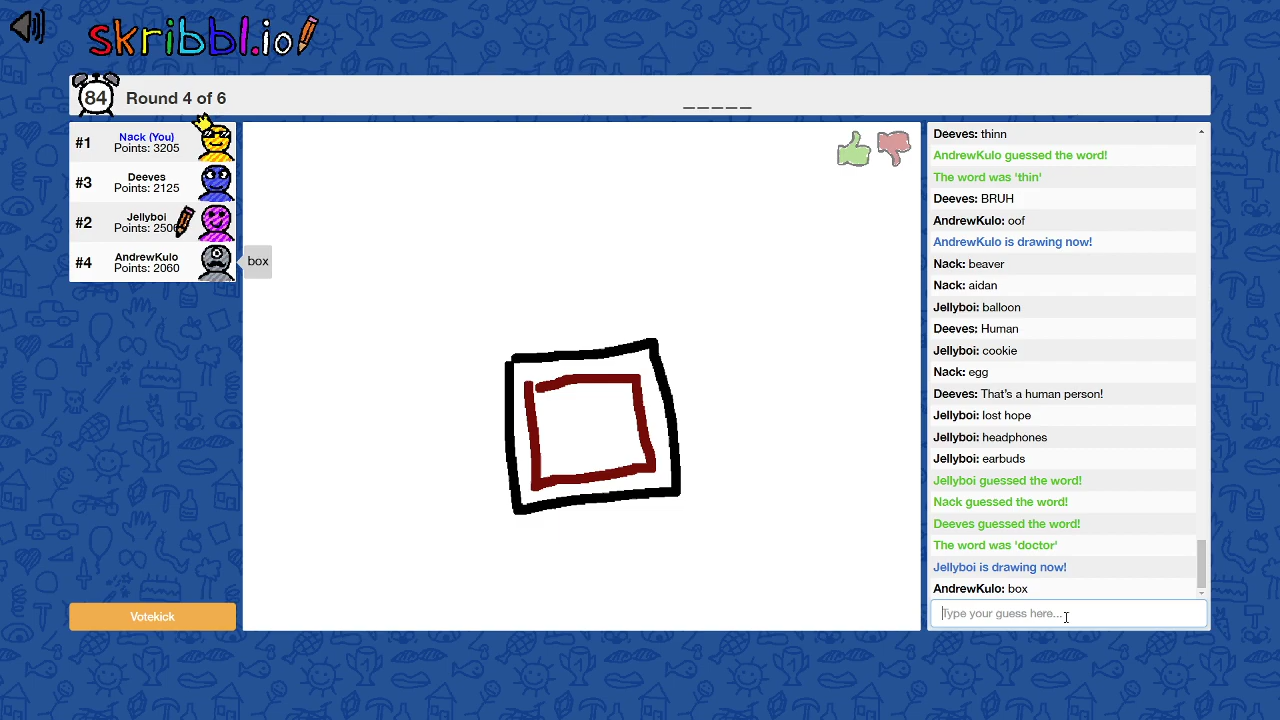 skribbl.io
84 Round 4 of 6 _ _ _ _ _
#1 Nack (You)
Points: 3205
#3 Deeves
Points: 2125
#2 Jellyboi
Points: 2506
#4 AndrewKulo
Points: 2060
box
Votekick
Deeves: thinn
AndrewKulo guessed the word!
The word was 'thin'
Deeves: BRUH
AndrewKulo: oof
AndrewKulo is drawing now!
Nack: beaver
Nack: aidan
Jellyboi: balloon
Deeves: Human
Jellyboi: cookie
Nack: egg
Deeves: That's a human person!
Jellyboi: lost hope
Jellyboi: headphones
Jellyboi: earbuds
Jellyboi guessed the word!
Nack guessed the word!
Deeves guessed the word!
The word was 'doctor'
Jellyboi is drawing now!
AndrewKulo: box
Type your guess here...